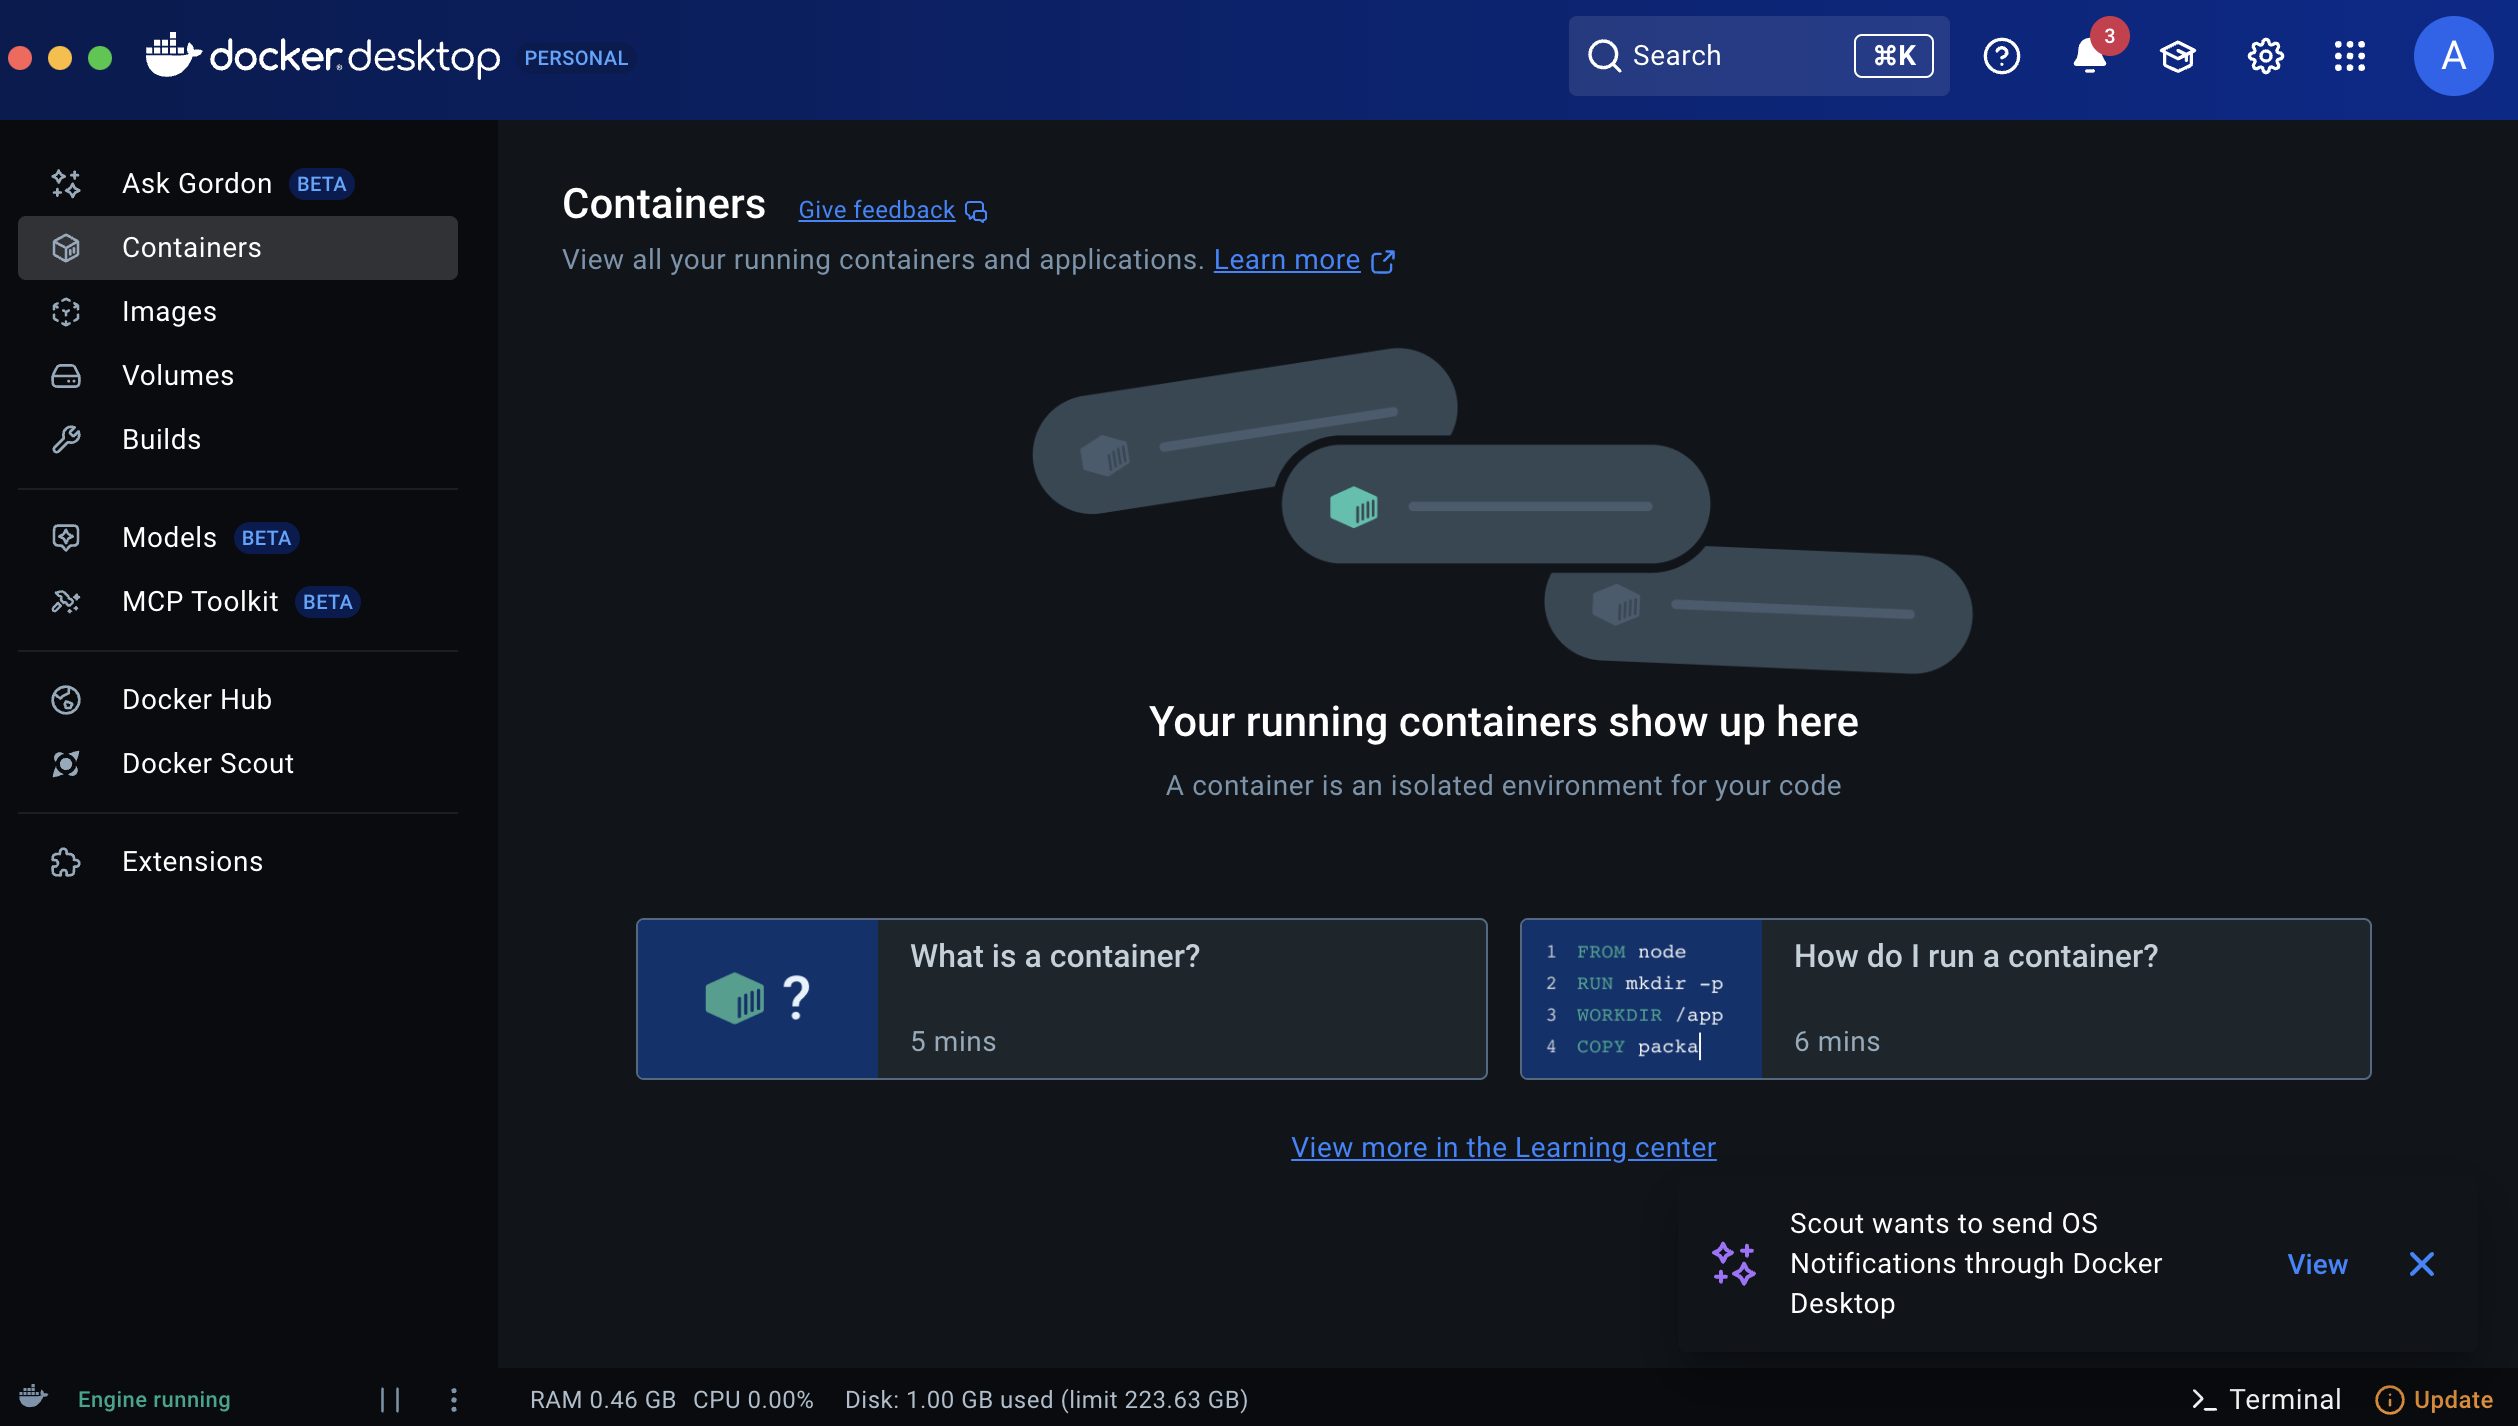 docker.desktop PERSONAL
Search ⌘K
3
A
Ask Gordon BETA
Containers
Images
Volumes
Builds
Models BETA
MCP Toolkit BETA
Docker Hub
Docker Scout
Extensions
Containers Give feedback
View all your running containers and applications. Learn more
Your running containers show up here
A container is an isolated environment for your code
?
What is a container?
5 mins
1 FROM node
2 RUN mkdir -p
3 WORKDIR /app
4 COPY packa
How do I run a container?
6 mins
View more in the Learning center
Scout wants to send OS
Notifications through Docker
Desktop
View
Engine running
RAM 0.46 GB CPU 0.00% Disk: 1.00 GB used (limit 223.63 GB)
Terminal
Update